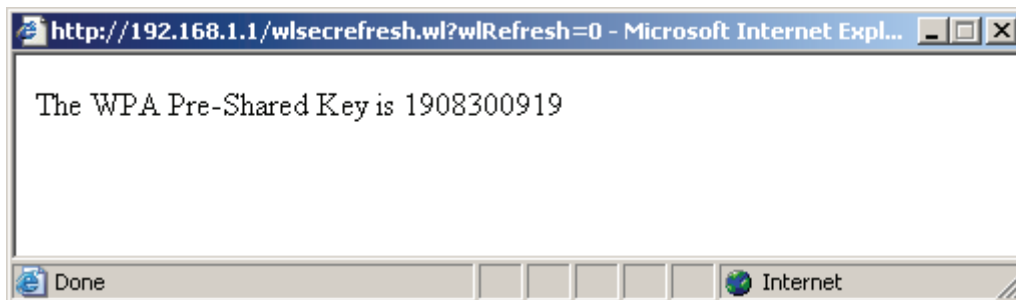 http://192.168.1.1/wlsecrefresh.wl?wlRefresh=0 - Microsoft Internet Expl...
The WPA Pre-Shared Key is 1908300919
Done
Internet